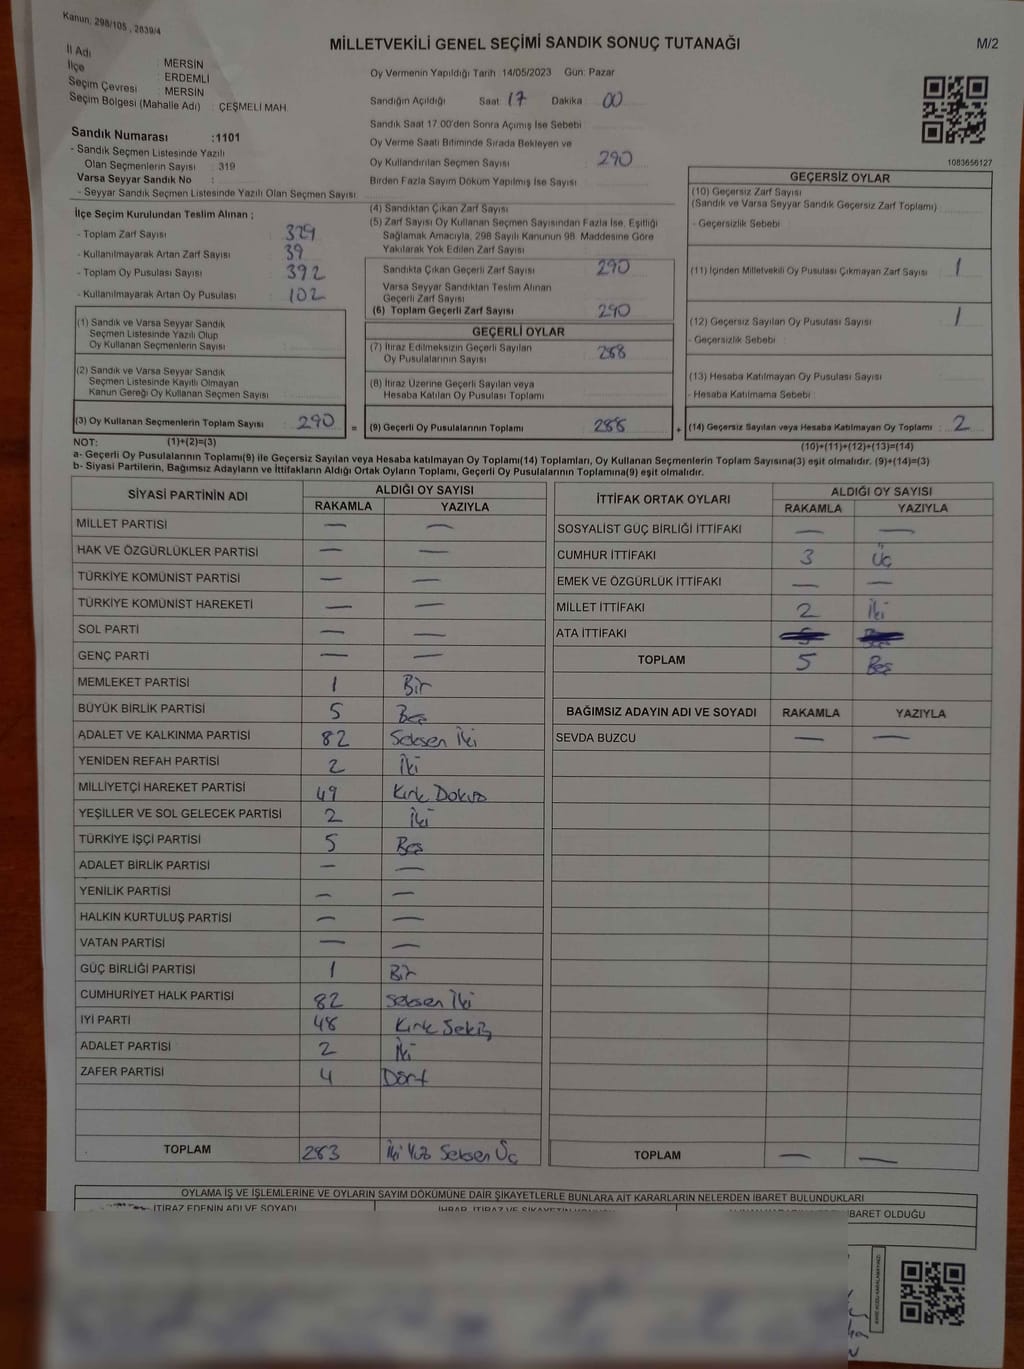 Kanun: 298/105 , 2839/4
MİLLETVEKİLİ GENEL SEÇİMİ SANDIK SONUÇ TUTANAĞI
M/2
İl Adı : MERSİN
İlçe : ERDEMLİ
Seçim Çevresi : MERSİN
Seçim Bölgesi (Mahalle Adı) : ÇEŞMELİ MAH.
Sandık Numarası :1101
- Sandık Seçmen Listesinde Yazılı
Olan Seçmenlerin Sayısı : 319
Varsa Seyyar Sandık No :
- Seyyar Sandık Seçmen Listesinde Yazılı Olan Seçmen Sayısı:
Oy Vermenin Yapıldığı Tarih :14/05/2023 Gün: Pazar
Sandığın Açıldığı Saat: 17 Dakika 00
Sandık Saat 17.00'den Sonra Açımış İse Sebebi :
Oy Verme Saati Bitiminde Sırada Bekleyen ve
Oy Kullandırılan Seçmen Sayısı : 290
Birden Fazla Sayım Döküm Yapılmış İse Sayısı :
1083656127
İlçe Seçim Kurulundan Teslim Alınan ;
- Toplam Zarf Sayısı : 329
- Kullanılmayarak Artan Zarf Sayısı : 39
- Toplam Oy Pusulası Sayısı : 392
- Kullanılmayarak Artan Oy Pusulası : 102
(1) Sandık ve Varsa Seyyar Sandık
Seçmen Listesinde Yazılı Olup
Oy Kullanan Seçmenlerin Sayısı :
(2) Sandık ve Varsa Seyyar Sandık
Seçmen Listesinde Kayıtlı Olmayan
Kanun Gereği Oy Kullanan Seçmen Sayısı :
(3) Oy Kullanan Seçmenlerin Toplam Sayısı : 290 =
(4) Sandıktan Çıkan Zarf Sayısı :
(5) Zarf Sayısı Oy Kullanan Seçmen Sayısından Fazla İse, Eşitliği
Sağlamak Amacıyla, 298 Sayılı Kanunun 98. Maddesine Göre
Yakılarak Yok Edilen Zarf Sayısı :
Sandıkta Çıkan Geçerli Zarf Sayısı : 290
Varsa Seyyar Sandıktan Teslim Alınan
Geçerli Zarf Sayısı :
(6) Toplam Geçerli Zarf Sayısı : 290
GEÇERLİ OYLAR
(7) İtiraz Edilmeksizin Geçerli Sayılan
Oy Pusulalarının Sayısı : 288
(8) İtiraz Üzerine Geçerli Sayılan veya
Hesaba Katılan Oy Pusulası Toplamı :
(9) Geçerli Oy Pusulalarının Toplamı : 288 +
GEÇERSİZ OYLAR
(10) Geçersiz Zarf Sayısı
(Sandık ve Varsa Seyyar Sandık Geçersiz Zarf Toplamı) :
- Geçersizlik Sebebi :
(11) İçinden Milletvekili Oy Pusulası Çıkmayan Zarf Sayısı : 1
(12) Geçersiz Sayılan Oy Pusulası Sayısı : 1
- Geçersizlik Sebebi :
(13) Hesaba Katılmayan Oy Pusulası Sayısı :
- Hesaba Katılmama Sebebi :
(14) Geçersiz Sayılan veya Hesaba Katılmayan Oy Toplamı : 2
NOT: (1)+(2)=(3)
(10)+(11)+(12)+(13)=(14)
a- Geçerli Oy Pusulasının Toplamı(9) ile Geçersiz Sayılan veya Hesaba katılmayan Oy Toplamı(14) Toplamları, Oy Kullanan Seçmenlerin Toplam Sayısına(3) eşit olmalıdır. (9)+(14)=(3)
b- Siyasi Partilerin, Bağımsız Adayların ve İttifakların Aldığı Ortak Oyların Toplamı, Geçerli Oy Pusulalarının Toplamına(9) eşit olmalıdır.
SİYASİ PARTİNİN ADI ALDIĞI OY SAYISI
RAKAMLA YAZIYLA
MİLLET PARTİSİ — —
HAK VE ÖZGÜRLÜKLER PARTİSİ — —
TÜRKİYE KOMÜNİST PARTİSİ — —
TÜRKİYE KOMÜNİST HAREKETİ — —
SOL PARTİ — —
GENÇ PARTİ — —
MEMLEKET PARTİSİ 1 Bir
BÜYÜK BİRLİK PARTİSİ 5 Beş
ADALET VE KALKINMA PARTİSİ 82 Seksen İki
YENİDEN REFAH PARTİSİ 2 İki
MİLLİYETÇİ HAREKET PARTİSİ 49 Kırk Dokuz
YEŞİLLER VE SOL GELECEK PARTİSİ 2 İki
TÜRKİYE İŞÇİ PARTİSİ 5 Beş
ADALET BİRLİK PARTİSİ — —
YENİLİK PARTİSİ — —
HALKIN KURTULUŞ PARTİSİ — —
VATAN PARTİSİ — —
GÜÇ BİRLİĞİ PARTİSİ 1 Bir
CUMHURİYET HALK PARTİSİ 82 Seksen İki
İYİ PARTİ 48 Kırk Sekiz
ADALET PARTİSİ 2 İki
ZAFER PARTİSİ 4 Dört
TOPLAM 283 İki Yüz Seksen Üç
İTTİFAK ORTAK OYLARI ALDIĞI OY SAYISI
RAKAMLA YAZIYLA
SOSYALİST GÜÇ BİRLİĞİ İTTİFAKI — —
CUMHUR İTTİFAKI 3 Üç
EMEK VE ÖZGÜRLÜK İTTİFAKI — —
MİLLET İTTİFAKI 2 İki
ATA İTTİFAKI
TOPLAM 5 Beş
BAĞIMSIZ ADAYIN ADI VE SOYADI RAKAMLA YAZIYLA
SEVDA BUZCU — —
TOPLAM — —
OYLAMA İŞ VE İŞLEMLERİNE VE OYLARIN SAYIM DÖKÜMÜNE DAİR ŞİKAYETLERLE BUNLARA AİT KARARLARIN NELERDEN İBARET BULUNDUKLARI
İTİRAZ EDENİN ADI VE SOYADI
İHBAR, İTİRAZ VE ŞİKAYETİN KONUSU
İBARET OLDUĞU